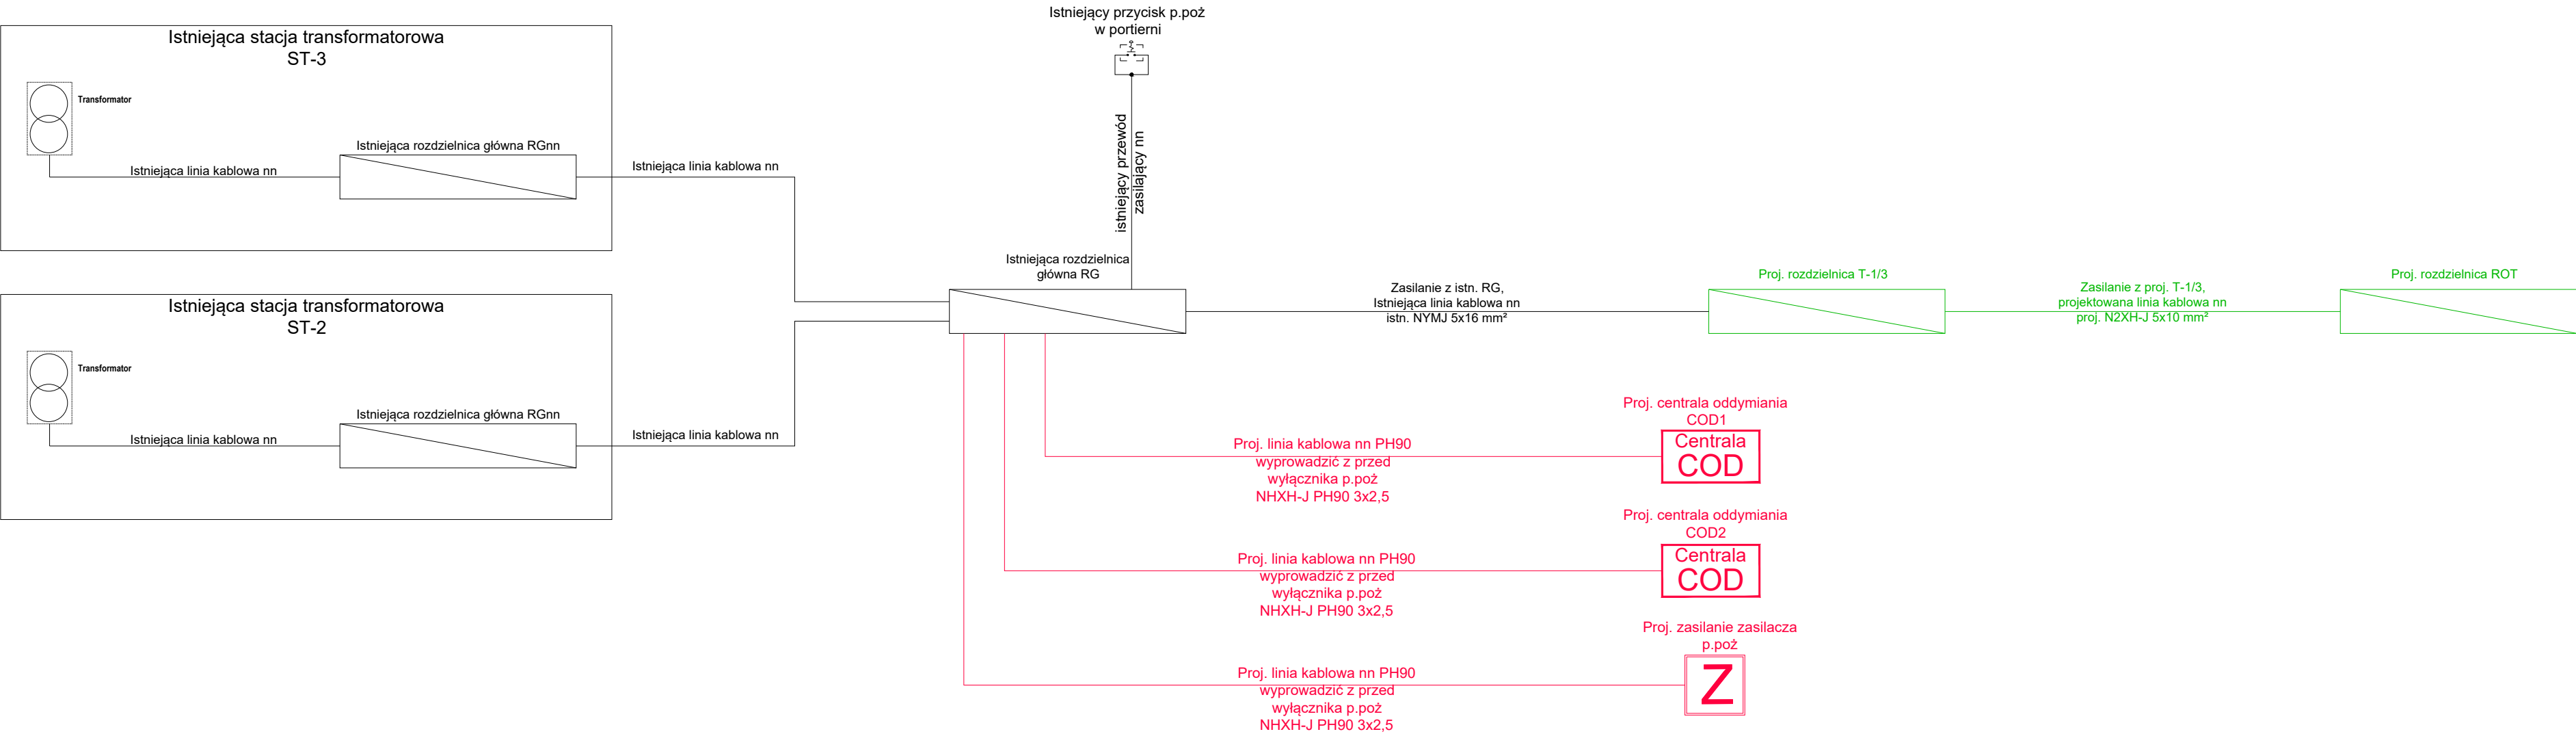 Istniejąca stacja transformatorowa
ST-3
Transformator
Istniejąca linia kablowa nn
Istniejąca rozdzielnica główna RGnn
Istniejąca linia kablowa nn
Istniejąca stacja transformatorowa
ST-2
Transformator
Istniejąca linia kablowa nn
Istniejąca rozdzielnica główna RGnn
Istniejąca linia kablowa nn
Istniejący przycisk p.poż
w portierni
istniejący przewód
zasilający nn
Istniejąca rozdzielnica
główna RG
Zasilanie z istn. RG,
Istniejąca linia kablowa nn
istn. NYMJ 5x16 mm²
Proj. rozdzielnica T-1/3
Zasilanie z proj. T-1/3,
projektowana linia kablowa nn
proj. N2XH-J 5x10 mm²
Proj. rozdzielnica ROT
Proj. linia kablowa nn PH90
wyprowadzić z przed
wyłącznika p.poż
NHXH-J PH90 3x2,5
Proj. centrala oddymiania
COD1
Centrala
COD
Proj. linia kablowa nn PH90
wyprowadzić z przed
wyłącznika p.poż
NHXH-J PH90 3x2,5
Proj. centrala oddymiania
COD2
Centrala
COD
Proj. linia kablowa nn PH90
wyprowadzić z przed
wyłącznika p.poż
NHXH-J PH90 3x2,5
Proj. zasilanie zasilacza
p.poż
Z